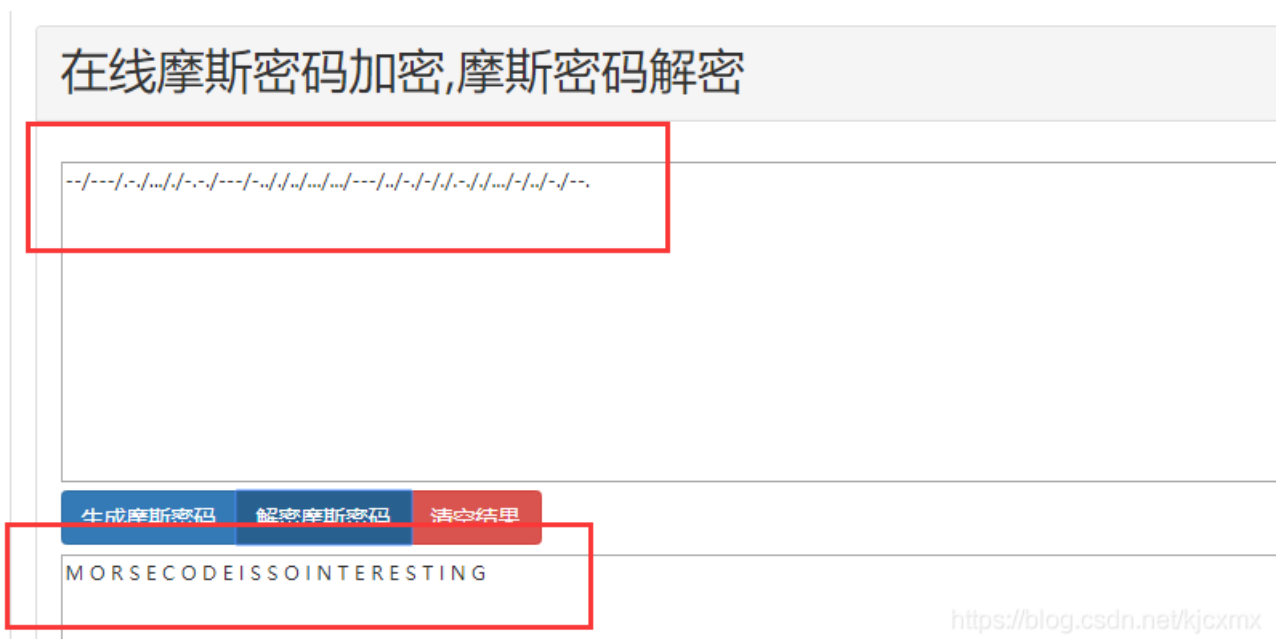 在线摩斯密码加密,摩斯密码解密
--/---/.-./..././-.-./---/-.././../.../.../---/../-./-/./.-././.../-/../-./--.
生成摩斯密码 解密摩斯密码 清空结果
M O R S E C O D E I S S O I N T E R E S T I N G
https://blog.csdn.net/kjcxmx